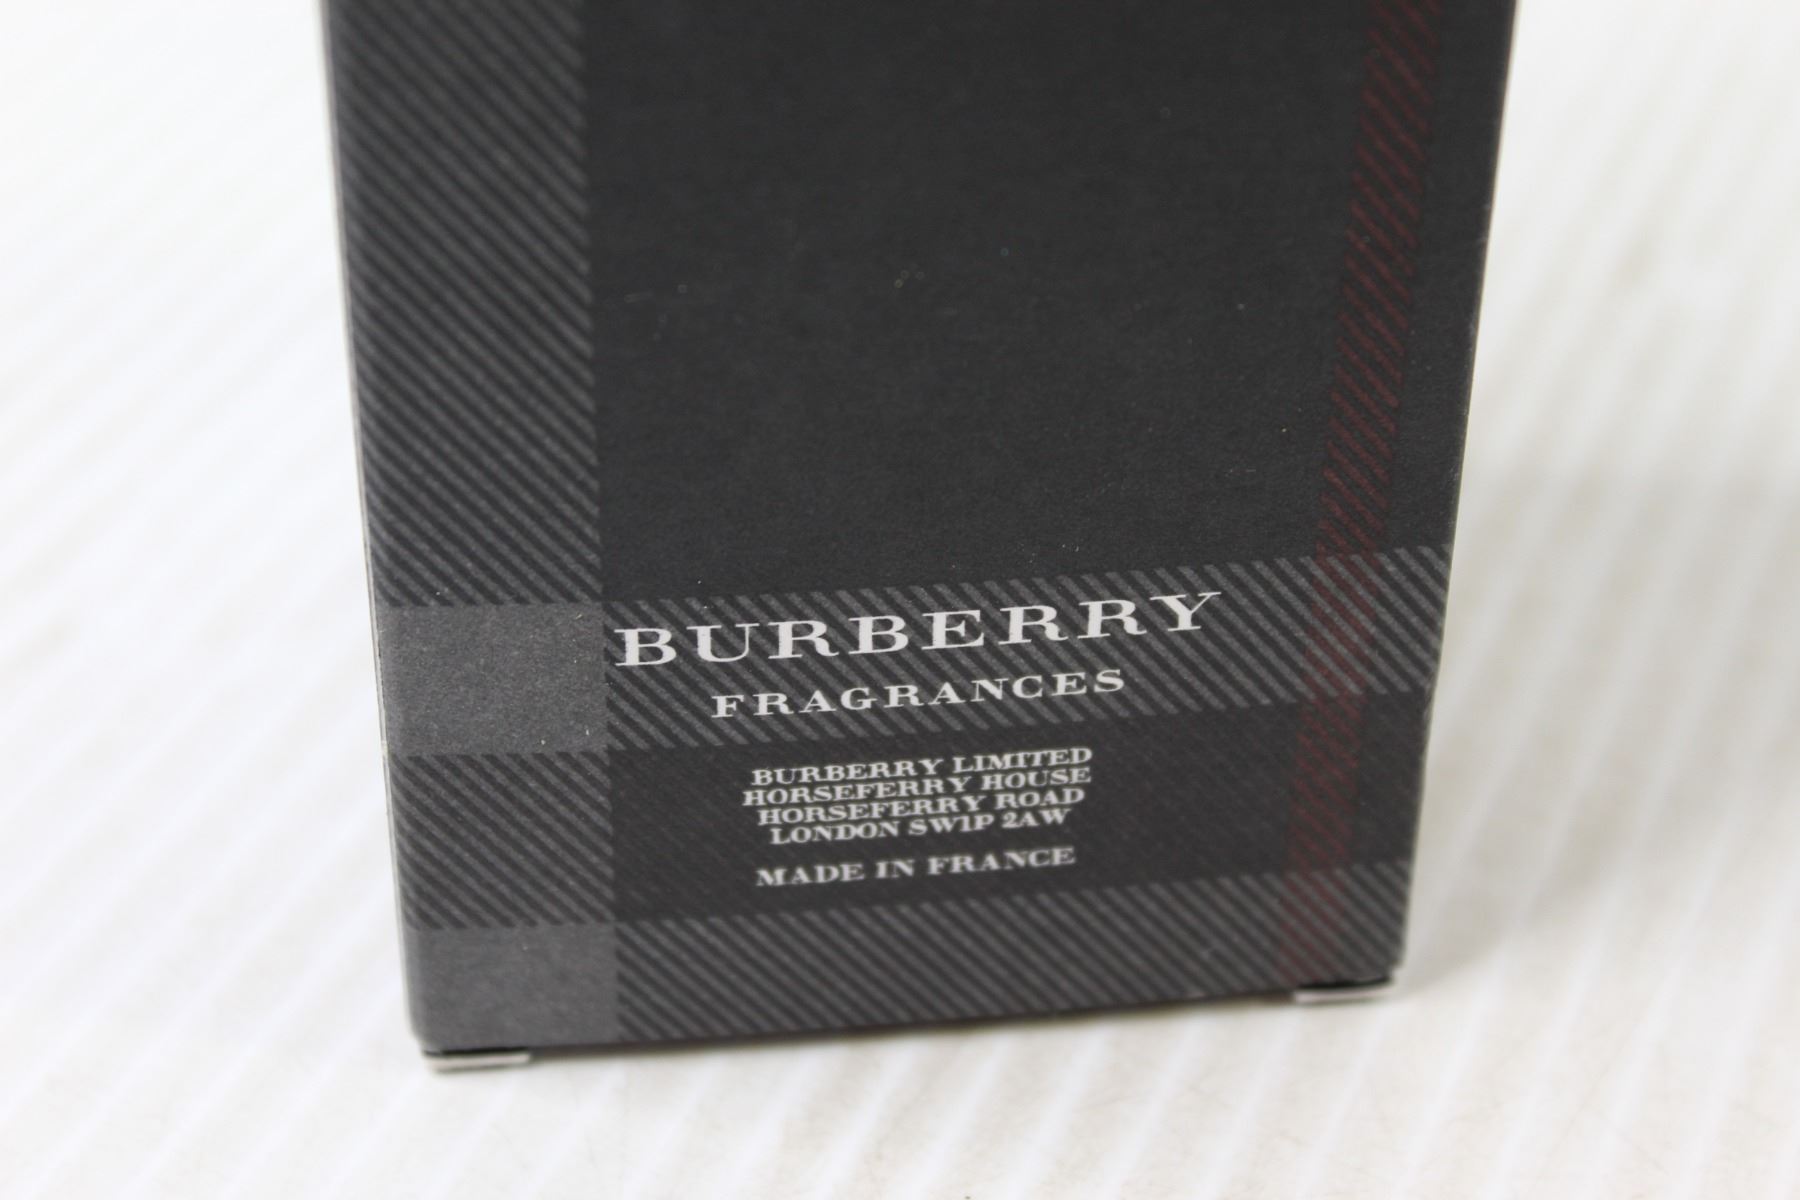 BURBERRY
FRAGRANCES
BURBERRY LIMITED
HORSEFERRY HOUSE
HORSEFERRY ROAD
LONDON SW1P 2AW
MADE IN FRANCE